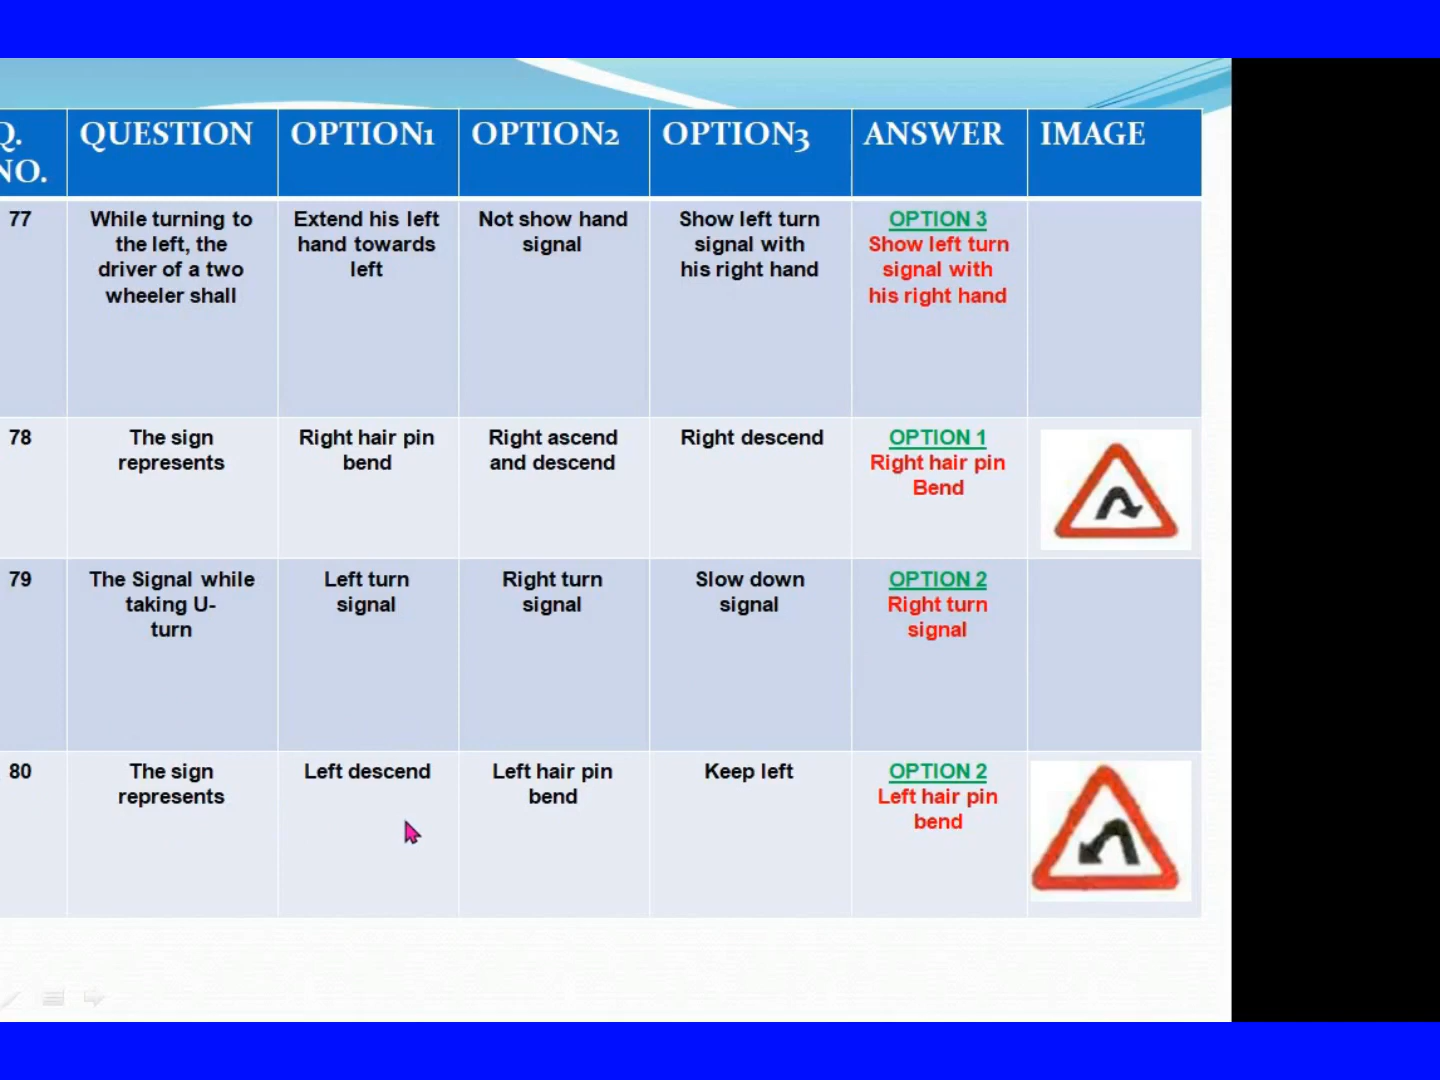 Q. NO.
QUESTION
OPTION1
OPTION2
OPTION3
ANSWER
IMAGE
77
While turning to
the left, the
driver of a two
wheeler shall
Extend his left
hand towards
left
Not show hand
signal
Show left turn
signal with
his right hand
OPTION 3
Show left turn
signal with
his right hand
78
The sign
represents
Right hair pin
bend
Right ascend
and descend
Right descend
OPTION 1
Right hair pin
Bend
79
The Signal while
taking U-
turn
Left turn
signal
Right turn
signal
Slow down
signal
OPTION 2
Right turn
signal
80
The sign
represents
Left descend
Left hair pin
bend
Keep left
OPTION 2
Left hair pin
bend